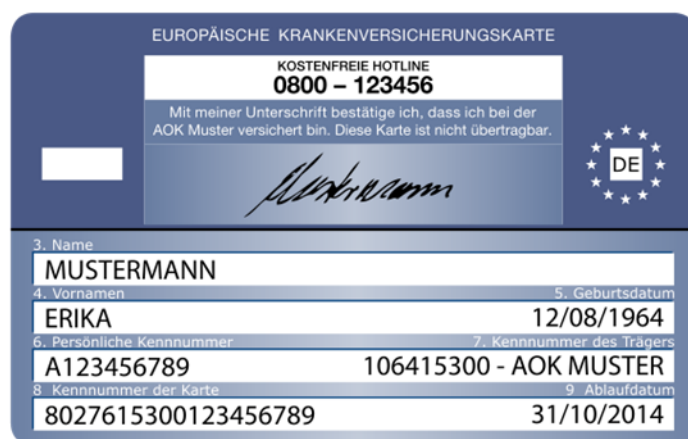 EUROPÄISCHE KRANKENVERSICHERUNGSKARTE
KOSTENFREIE HOTLINE
0800 – 123456
Mit meiner Unterschrift bestätige ich, dass ich bei der
AOK Muster versichert bin. Diese Karte ist nicht übertragbar.
Mustermann
DE
3. Name
MUSTERMANN
4. Vornamen 5. Geburtsdatum
ERIKA 12/08/1964
6. Persönliche Kennnummer 7. Kennnummer des Trägers
A123456789 106415300 - AOK MUSTER
8 Kennnummer der Karte 9 Ablaufdatum
8027615300123456789 31/10/2014